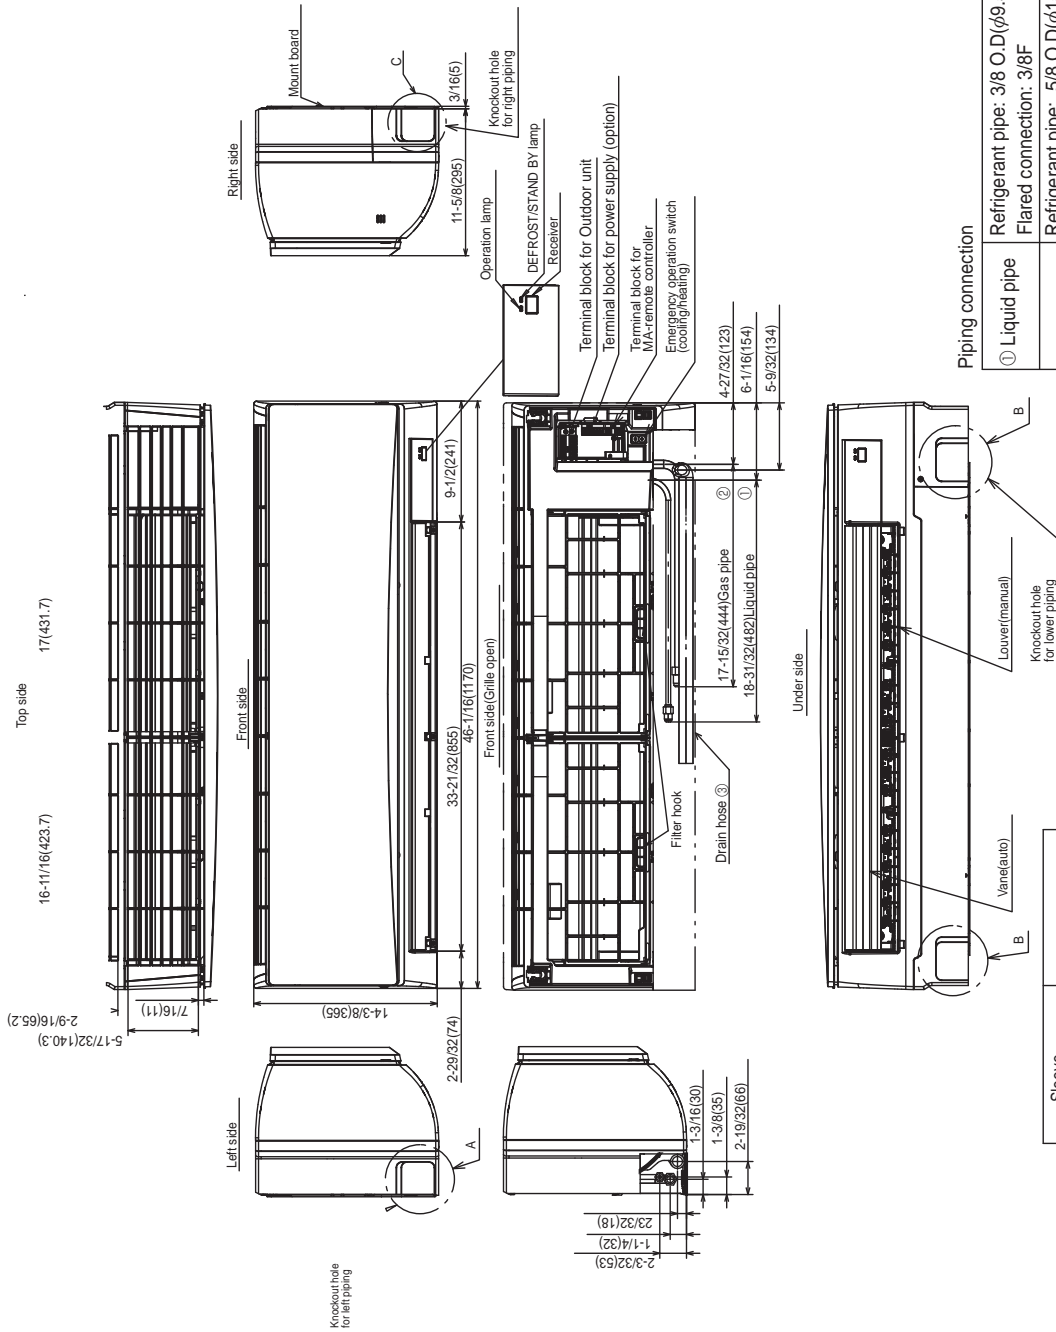 Top side
16-11/16(423.7)
17(431.7)
5-17/32(140.3)
2-9/16(65.2)
7/16(11)
Left side
Knockout hole
for left piping
A
Front side
14-3/8(365)
2-29/32(74)
33-21/32(855)
46-1/16(1170)
9-1/2(241)
Right side
Mount board
C
Knockout hole
for right piping
3/16(5)
11-5/8(295)
Operation lamp
DEFROST/STAND BY lamp
Receiver
Front side(Grille open)
Terminal block for Outdoor unit
Terminal block for power supply (option)
Terminal block for
MA-remote controller
Emergency operation switch
(cooling/heating)
4-27/32(123)
6-1/16(154)
5-9/32(134)
②
①
17-15/32(444)Gas pipe
18-31/32(482)Liquid pipe
Filter hook
Drain hose ③
1-3/16(30)
1-3/8(35)
2-19/32(66)
23/32(18)
1-1/4(32)
2-3/32(53)
Under side
B
Vane(auto)
Louver(manual)
Knockout hole
for lower piping
B
Piping connection
① Liquid pipe
Refrigerant pipe: 3/8 O.D(φ9.
Flared connection: 3/8F
Refrigerant pipe: 5/8 O.D(φ1
Sleeve